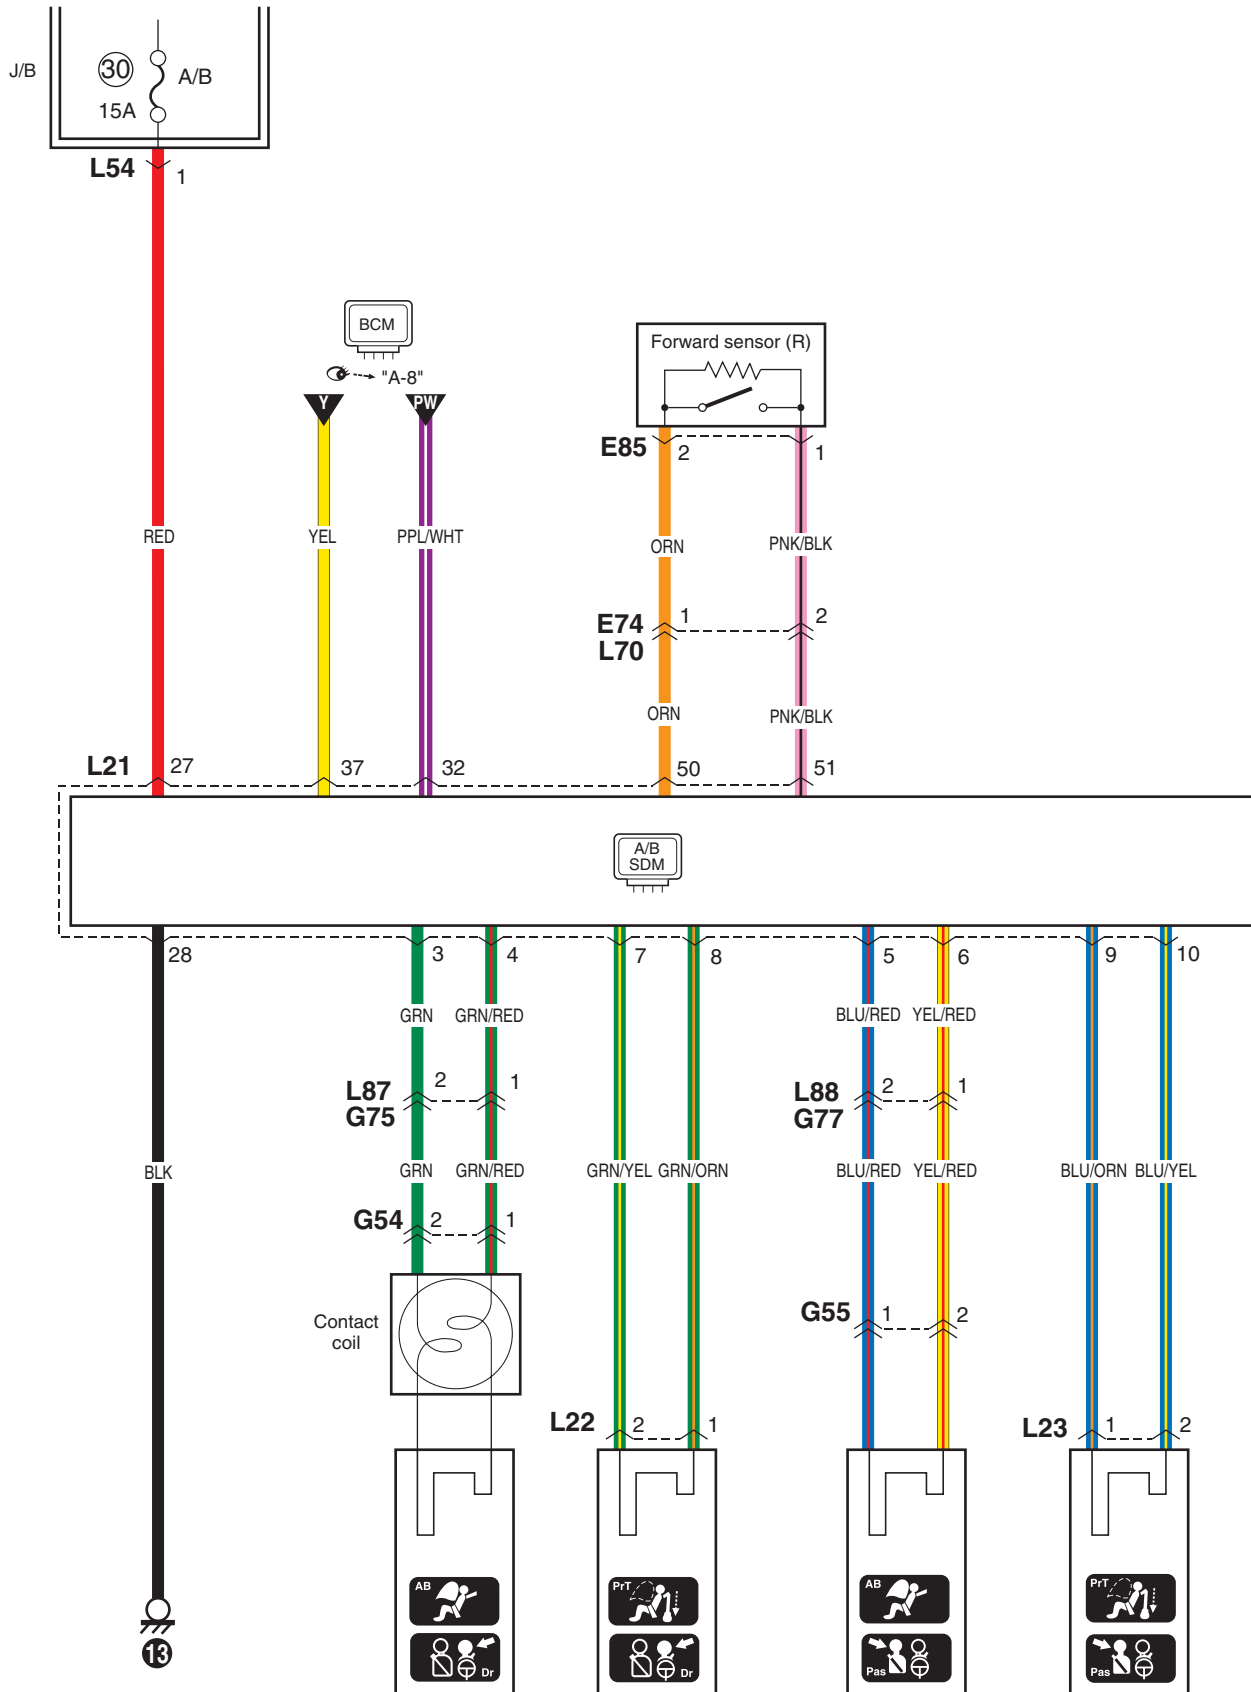 J/B
30
A/B
15A
L54
1
BCM
"A-8"
Y
PW
Forward sensor (R)
E85
2
1
RED
YEL
PPL/WHT
ORN
PNK/BLK
E74
L70
1
2
ORN
PNK/BLK
L21
27
37
32
50
51
A/B
SDM
28
3
4
7
8
5
6
9
10
GRN
GRN/RED
BLU/RED
YEL/RED
L87
G75
2
1
L88
G77
2
1
BLK
GRN
GRN/RED
GRN/YEL
GRN/ORN
BLU/RED
YEL/RED
BLU/ORN
BLU/YEL
G54
2
1
Contact
coil
G55
1
2
L22
2
1
L23
1
2
AB
PrT
AB
PrT
Dr
Dr
Pas
Pas
13